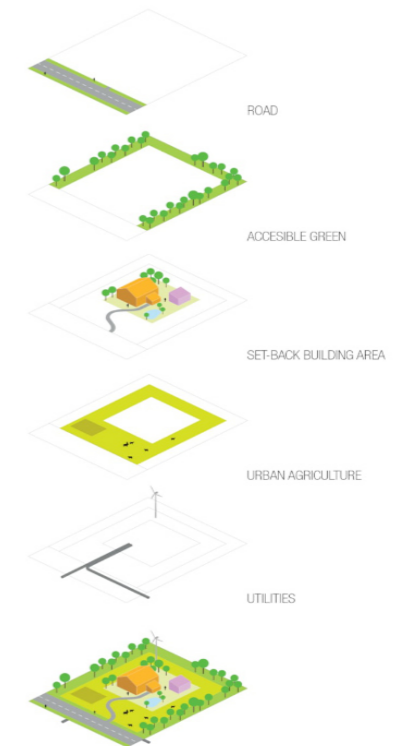 ROAD
ACCESIBLE GREEN
SET-BACK BUILDING AREA
URBAN AGRICULTURE
UTILITIES